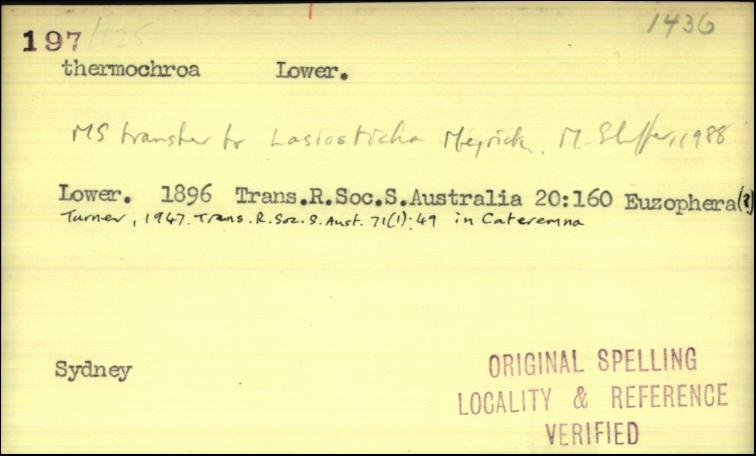 197 /125 1436
thermochroa Lower.
MS transfer to Lasiosticha Meyrick. M. Shaffer, 1988
Lower. 1896 Trans.R.Soc.S.Australia 20:160 Euzophera(?)
Turner, 1947. Trans. R. Soc. S. Aust. 71(1): 49 in Cateremna
Sydney
ORIGINAL SPELLING
LOCALITY & REFERENCE
VERIFIED